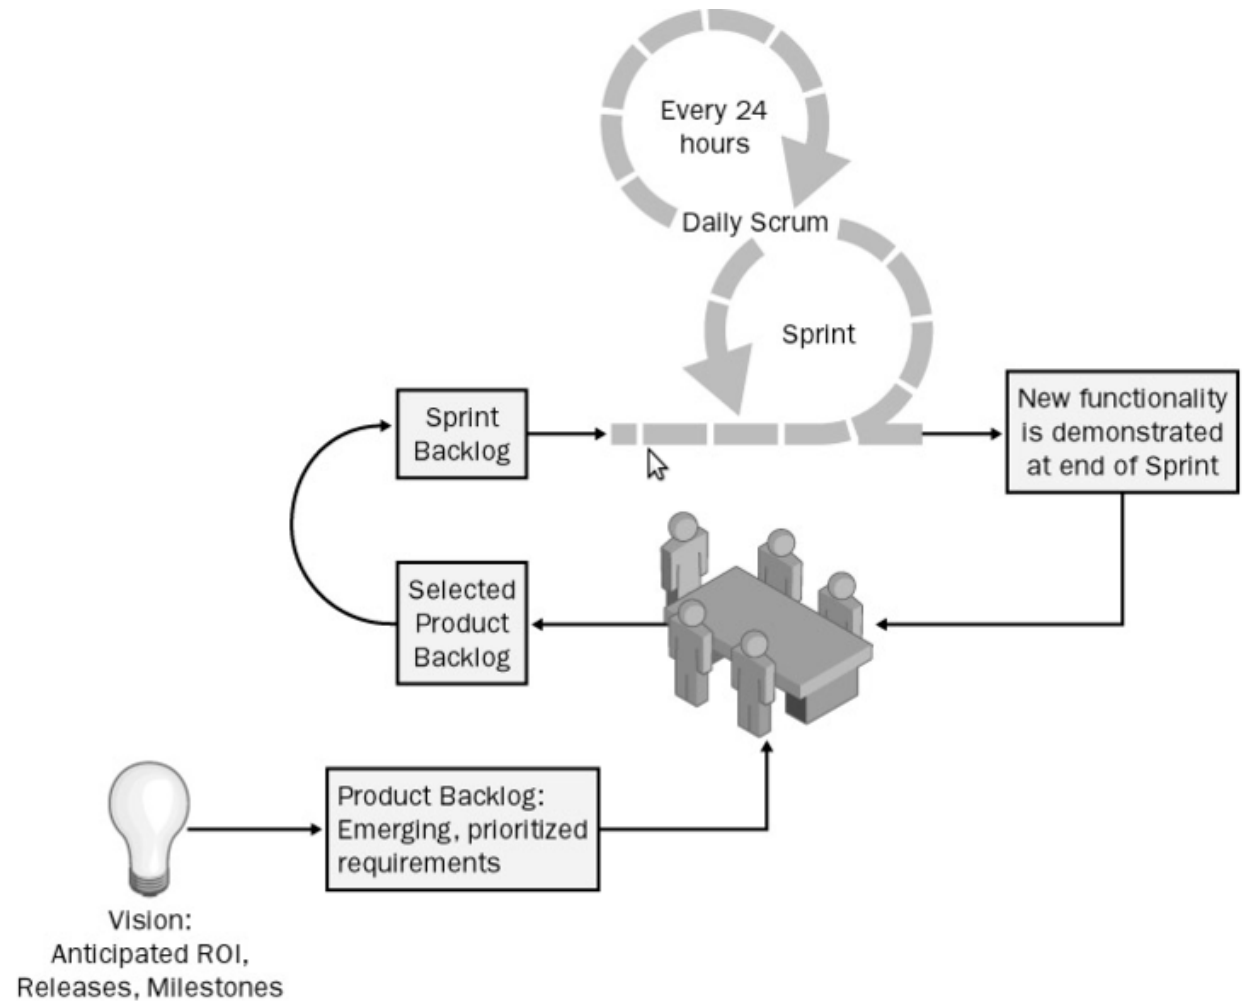 Every 24
hours
Daily Scrum
Sprint
Sprint
Backlog
New functionality
is demonstrated
at end of Sprint
Selected
Product
Backlog
Product Backlog:
Emerging, prioritized
requirements
Vision:
Anticipated ROI,
Releases, Milestones